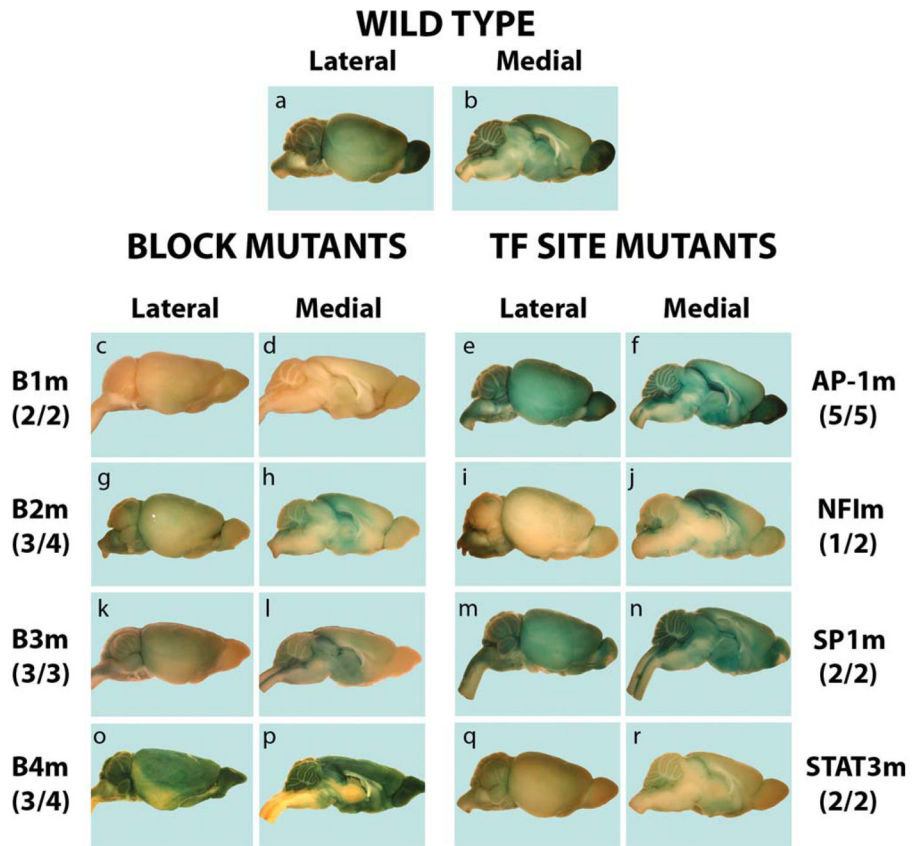 WILD TYPE
Lateral Medial
a b
BLOCK MUTANTS TF SITE MUTANTS
Lateral Medial Lateral Medial
c d e f
B1m AP-1m
(2/2) (5/5)
g h i j
B2m NFIm
(3/4) (1/2)
k l m n
B3m SP1m
(3/3) (2/2)
o p q r
B4m STAT3m
(3/4) (2/2)